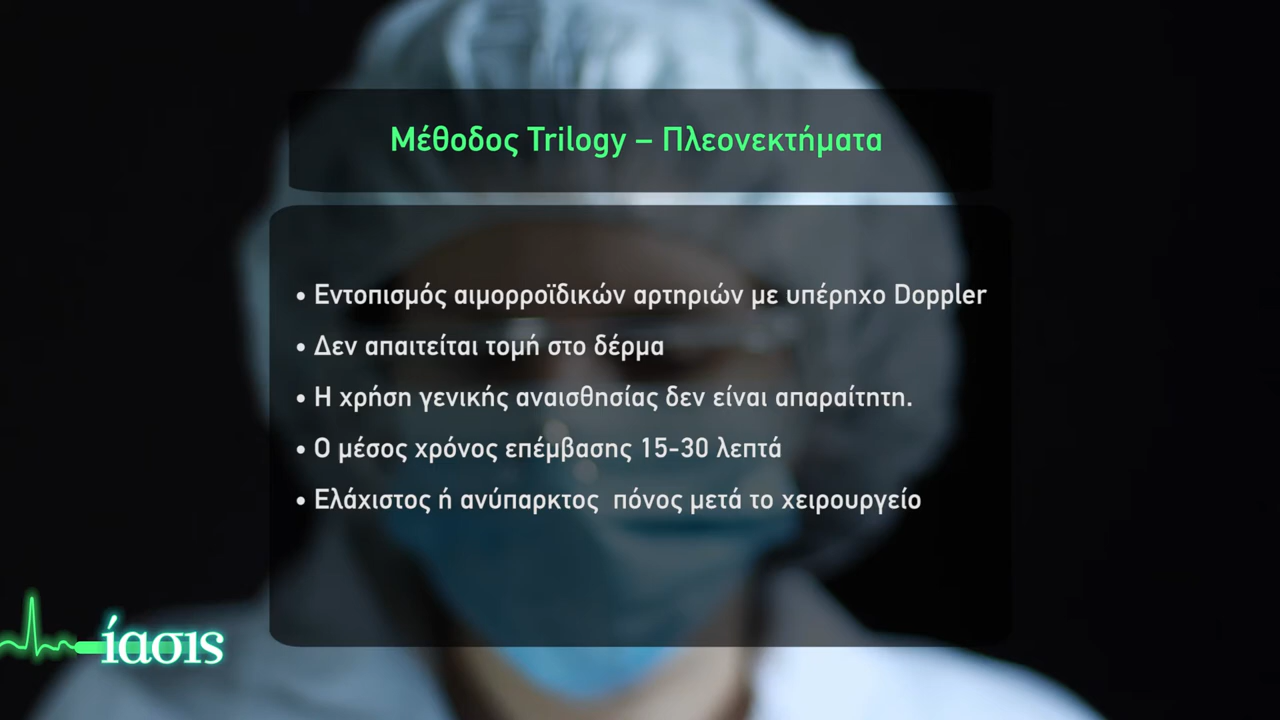 Μέθοδος Trilogy – Πλεονεκτήματα
• Εντοπισμός αιμορροϊδικών αρτηριών με υπέρηχο Doppler
• Δεν απαιτείται τομή στο δέρμα
• Η χρήση γενικής αναισθησίας δεν είναι απαραίτητη.
• Ο μέσος χρόνος επέμβασης 15-30 λεπτά
• Ελάχιστος ή ανύπαρκτος  πόνος μετά το χειρουργείο
ίασις